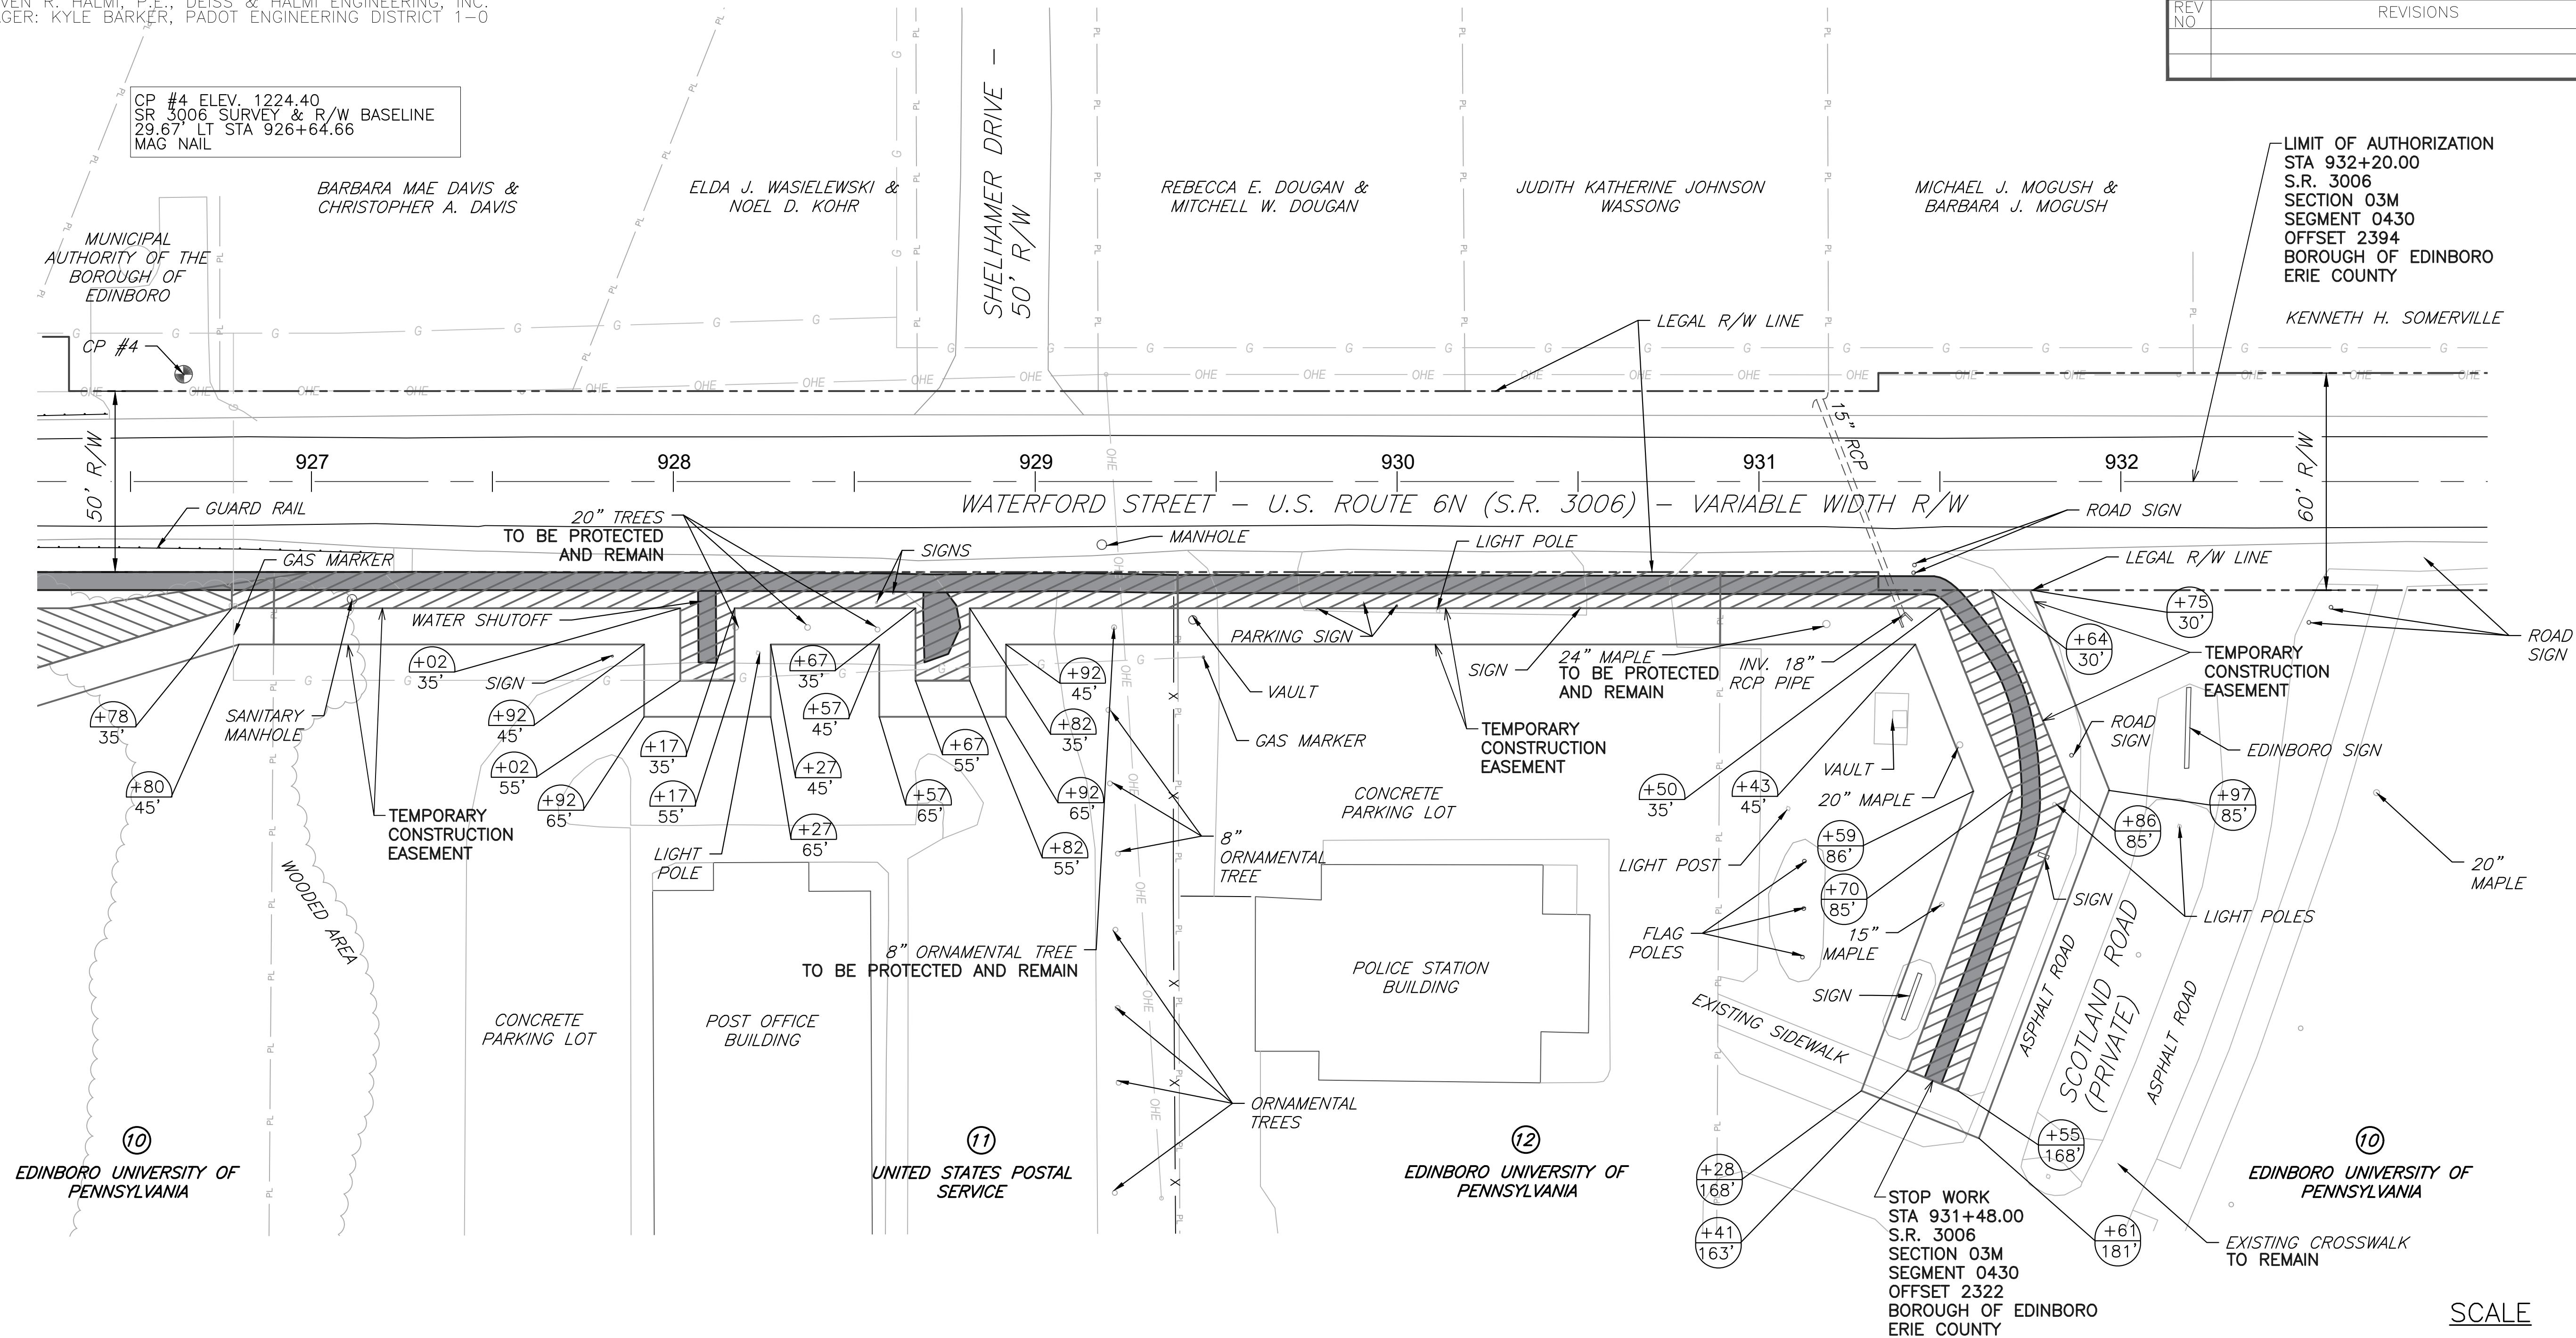 VEN R. HALMI, P.E., DEISS & HALMI ENGINEERING, INC.
AGER: KYLE BARKER, PADOT ENGINEERING DISTRICT 1-0
REV
NO
REVISIONS
CP #4 ELEV. 1224.40
SR 3006 SURVEY & R/W BASELINE
29.67' LT STA 926+64.66
MAG NAIL
MUNICIPAL
AUTHORITY OF THE
BOROUGH OF
EDINBORO
BARBARA MAE DAVIS &
CHRISTOPHER A. DAVIS
ELDA J. WASIELEWSKI &
NOEL D. KOHR
SHELHAMER DRIVE -
50' R/W
REBECCA E. DOUGAN &
MITCHELL W. DOUGAN
JUDITH KATHERINE JOHNSON
WASSONG
MICHAEL J. MOGUSH &
BARBARA J. MOGUSH
LIMIT OF AUTHORIZATION
STA 932+20.00
S.R. 3006
SECTION 03M
SEGMENT 0430
OFFSET 2394
BOROUGH OF EDINBORO
ERIE COUNTY
KENNETH H. SOMERVILLE
CP #4
LEGAL R/W LINE
50' R/W
927
928
929
930
931
932
15" RCP
60' R/W
WATERFORD STREET - U.S. ROUTE 6N (S.R. 3006) - VARIABLE WIDTH R/W
GUARD RAIL
GAS MARKER
20" TREES
TO BE PROTECTED
AND REMAIN
SIGNS
MANHOLE
LIGHT POLE
ROAD SIGN
LEGAL R/W LINE
WATER SHUTOFF
PARKING SIGN
SIGN
24" MAPLE
TO BE PROTECTED
AND REMAIN
INV. 18"
RCP PIPE
+75
30'
+64
30'
TEMPORARY
CONSTRUCTION
EASEMENT
ROAD
SIGN
+78
35'
SANITARY
MANHOLE
+02
35'
SIGN
+92
45'
+67
35'
+57
45'
+92
45'
+82
35'
VAULT
GAS MARKER
TEMPORARY
CONSTRUCTION
EASEMENT
ROAD
SIGN
EDINBORO SIGN
+80
45'
TEMPORARY
CONSTRUCTION
EASEMENT
+02
55'
+92
65'
+17
35'
+17
55'
+27
45'
+27
65'
+67
55'
+57
65'
+92
65'
+82
55'
8"
ORNAMENTAL
TREE
CONCRETE
PARKING LOT
+50
35'
+43
45'
VAULT
20" MAPLE
+97
85'
+86
85'
+59
86'
+70
85'
LIGHT POST
LIGHT
POLE
WOODED AREA
20"
MAPLE
SIGN
LIGHT POLES
FLAG
POLES
15"
MAPLE
8" ORNAMENTAL TREE
TO BE PROTECTED AND REMAIN
POLICE STATION
BUILDING
SIGN
EXISTING SIDEWALK
ASPHALT ROAD
SCOTLAND ROAD
(PRIVATE)
ASPHALT ROAD
CONCRETE
PARKING LOT
POST OFFICE
BUILDING
ORNAMENTAL
TREES
10
EDINBORO UNIVERSITY OF
PENNSYLVANIA
11
UNITED STATES POSTAL
SERVICE
12
EDINBORO UNIVERSITY OF
PENNSYLVANIA
10
EDINBORO UNIVERSITY OF
PENNSYLVANIA
+55
168'
+28
168'
+41
163'
+61
181'
STOP WORK
STA 931+48.00
S.R. 3006
SECTION 03M
SEGMENT 0430
OFFSET 2322
BOROUGH OF EDINBORO
ERIE COUNTY
EXISTING CROSSWALK
TO REMAIN
SCALE